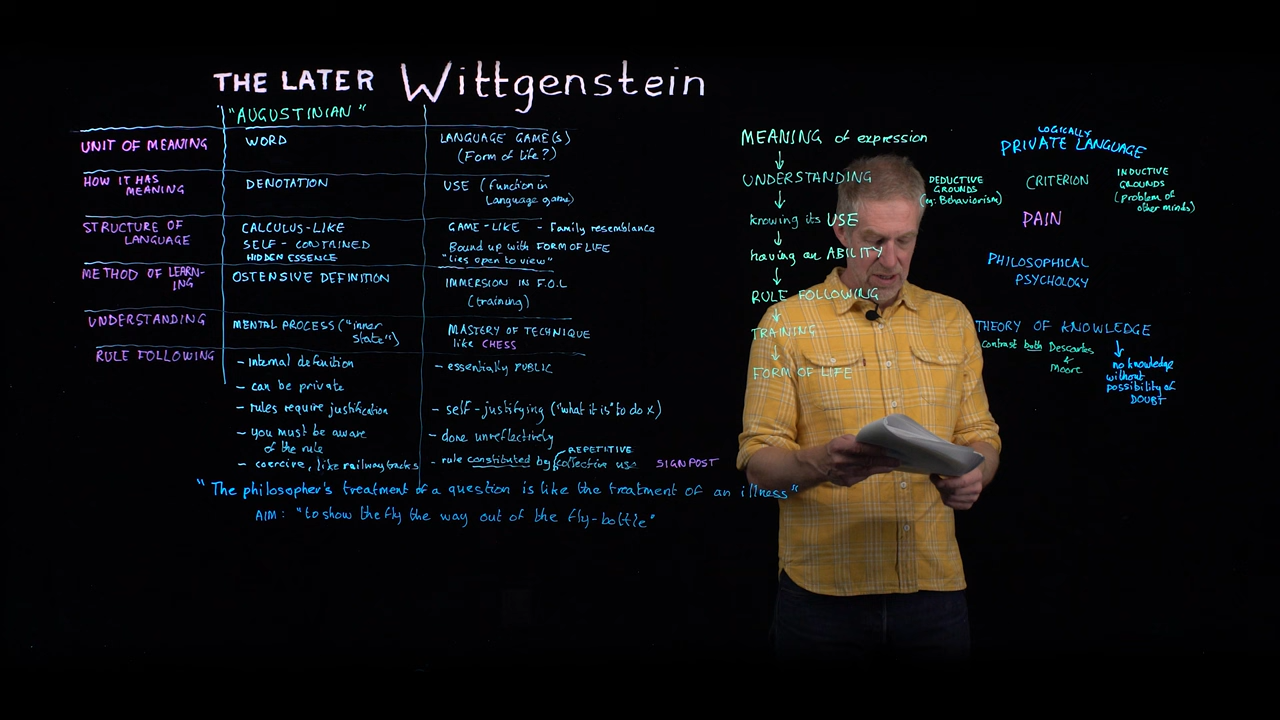 THE LATER Wittgenstein
"AUGUSTINIAN"
UNIT OF MEANING
WORD
LANGUAGE GAME(S)
(Form of life?)
HOW IT HAS
MEANING
DENOTATION
USE (function in
Language game)
STRUCTURE OF
LANGUAGE
CALCULUS-LIKE
SELF-CONTAINED
HIDDEN ESSENCE
GAME-LIKE - Family resemblance
Bound up with FORM OF LIFE
"lies open to view"
METHOD OF LEARN-
ING
OSTENSIVE DEFINITION
IMMERSION IN F.O.L
(training)
UNDERSTANDING
MENTAL PROCESS ("inner
state")
MASTERY OF TECHNIQUE
like CHESS
RULE FOLLOWING
- internal definition
- can be private
- rules require justification
- you must be aware
of the rule
- coercive, like railway tracks
- essentially PUBLIC
- self-justifying ("what it is" to do x)
- done unreflectively
REPETITIVE
- rule constituted by collective use SIGNPOST
"The philosopher's treatment of a question is like the treatment of an illness"
AIM: "to show the fly the way out of the fly-bottle"
MEANING of expression
↓
UNDERSTANDING
↓
knowing its USE
↓
having an ABILITY
↓
RULE FOLLOWING
↓
TRAINING
↓
FORM OF LIFE
LOGICALLY
PRIVATE LANGUAGE
DEDUCTIVE
GROUNDS
(eg: Behaviorism)
CRITERION
INDUCTIVE
GROUNDS
(problem of
other minds)
PAIN
PHILOSOPHICAL
PSYCHOLOGY
THEORY OF KNOWLEDGE
contrast both Descartes
&
Moore
↓
no knowledge
without
possibility of
DOUBT